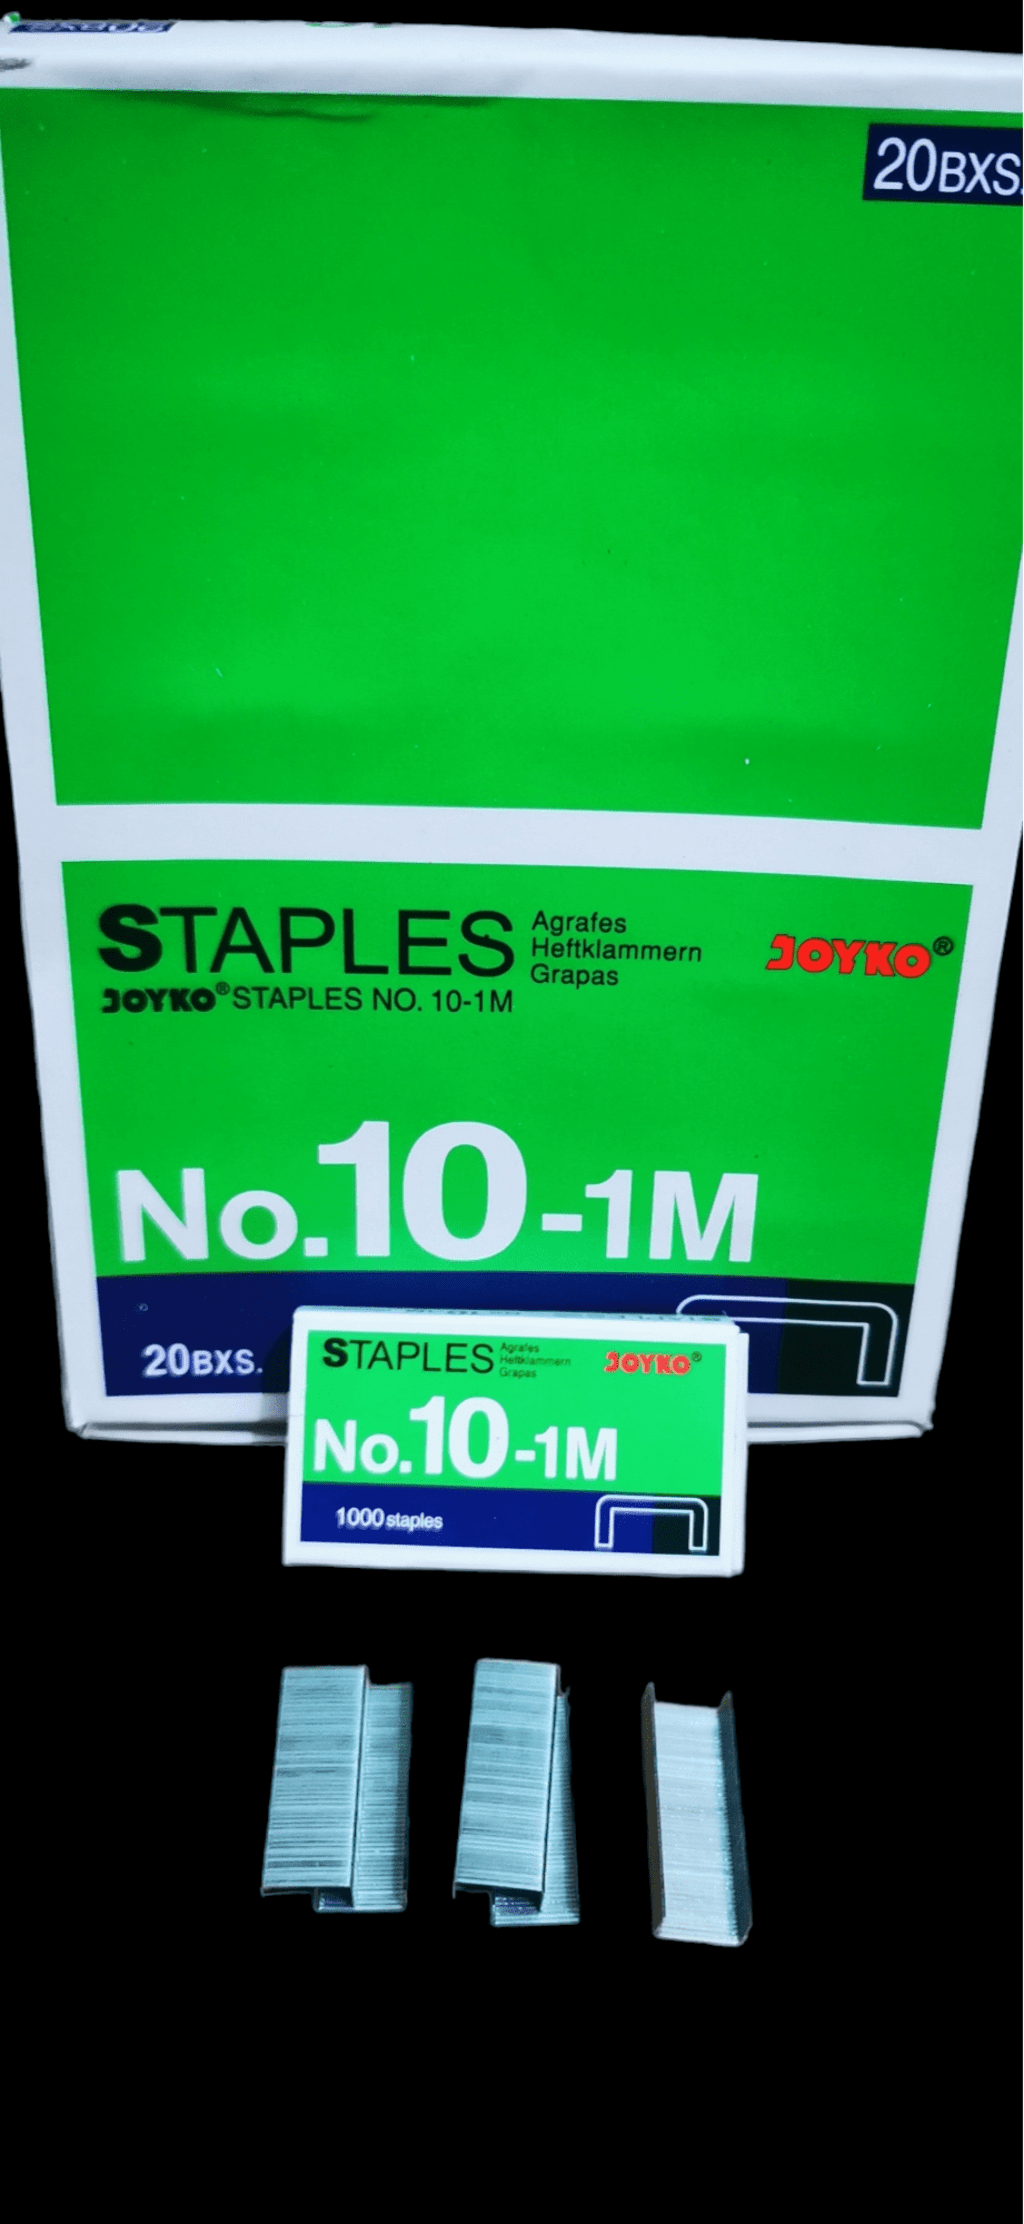 20BXS.
STAPLES
Agrafes
Heftklammern
Grapas
JOYKO®
JOYKO® STAPLES NO. 10-1M
No.10-1M
20BXS.
STAPLES
Agrafes
Heftklammern
Grapas
JOYKO®
No.10-1M
1000 staples